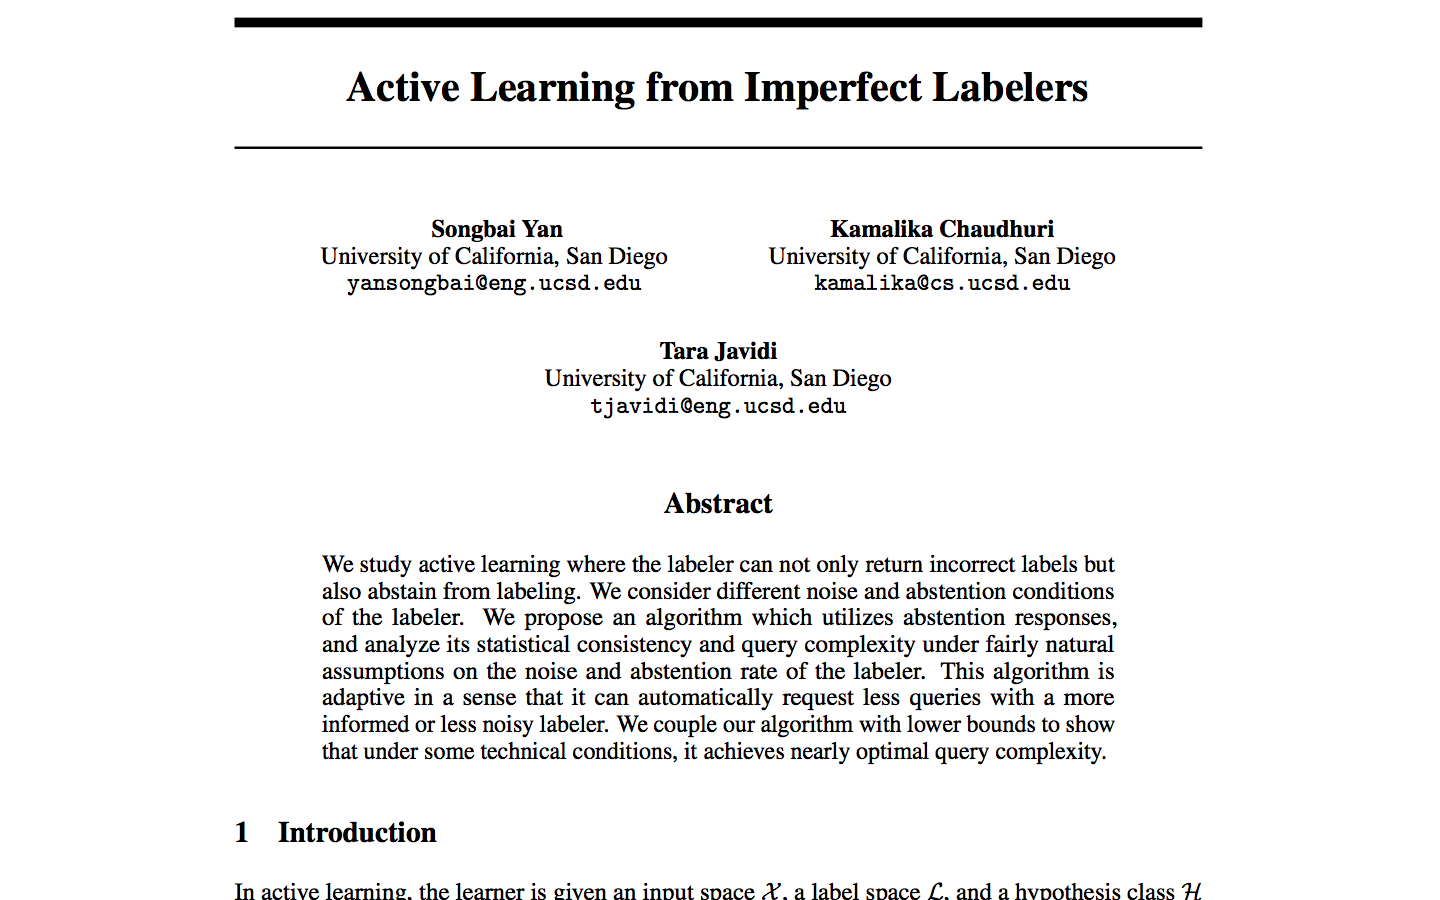 Active Learning from Imperfect Labelers
Songbai Yan
University of California, San Diego
yansongbai@eng.ucsd.edu
Kamalika Chaudhuri
University of California, San Diego
kamalika@cs.ucsd.edu
Tara Javidi
University of California, San Diego
tjavidi@eng.ucsd.edu
Abstract
We study active learning where the labeler can not only return incorrect labels but
also abstain from labeling. We consider different noise and abstention conditions
of the labeler. We propose an algorithm which utilizes abstention responses,
and analyze its statistical consistency and query complexity under fairly natural
assumptions on the noise and abstention rate of the labeler. This algorithm is
adaptive in a sense that it can automatically request less queries with a more
informed or less noisy labeler. We couple our algorithm with lower bounds to show
that under some technical conditions, it achieves nearly optimal query complexity.
1 Introduction
In active learning, the learner is given an input space 𝒳, a label space ℒ, and a hypothesis class ℋ